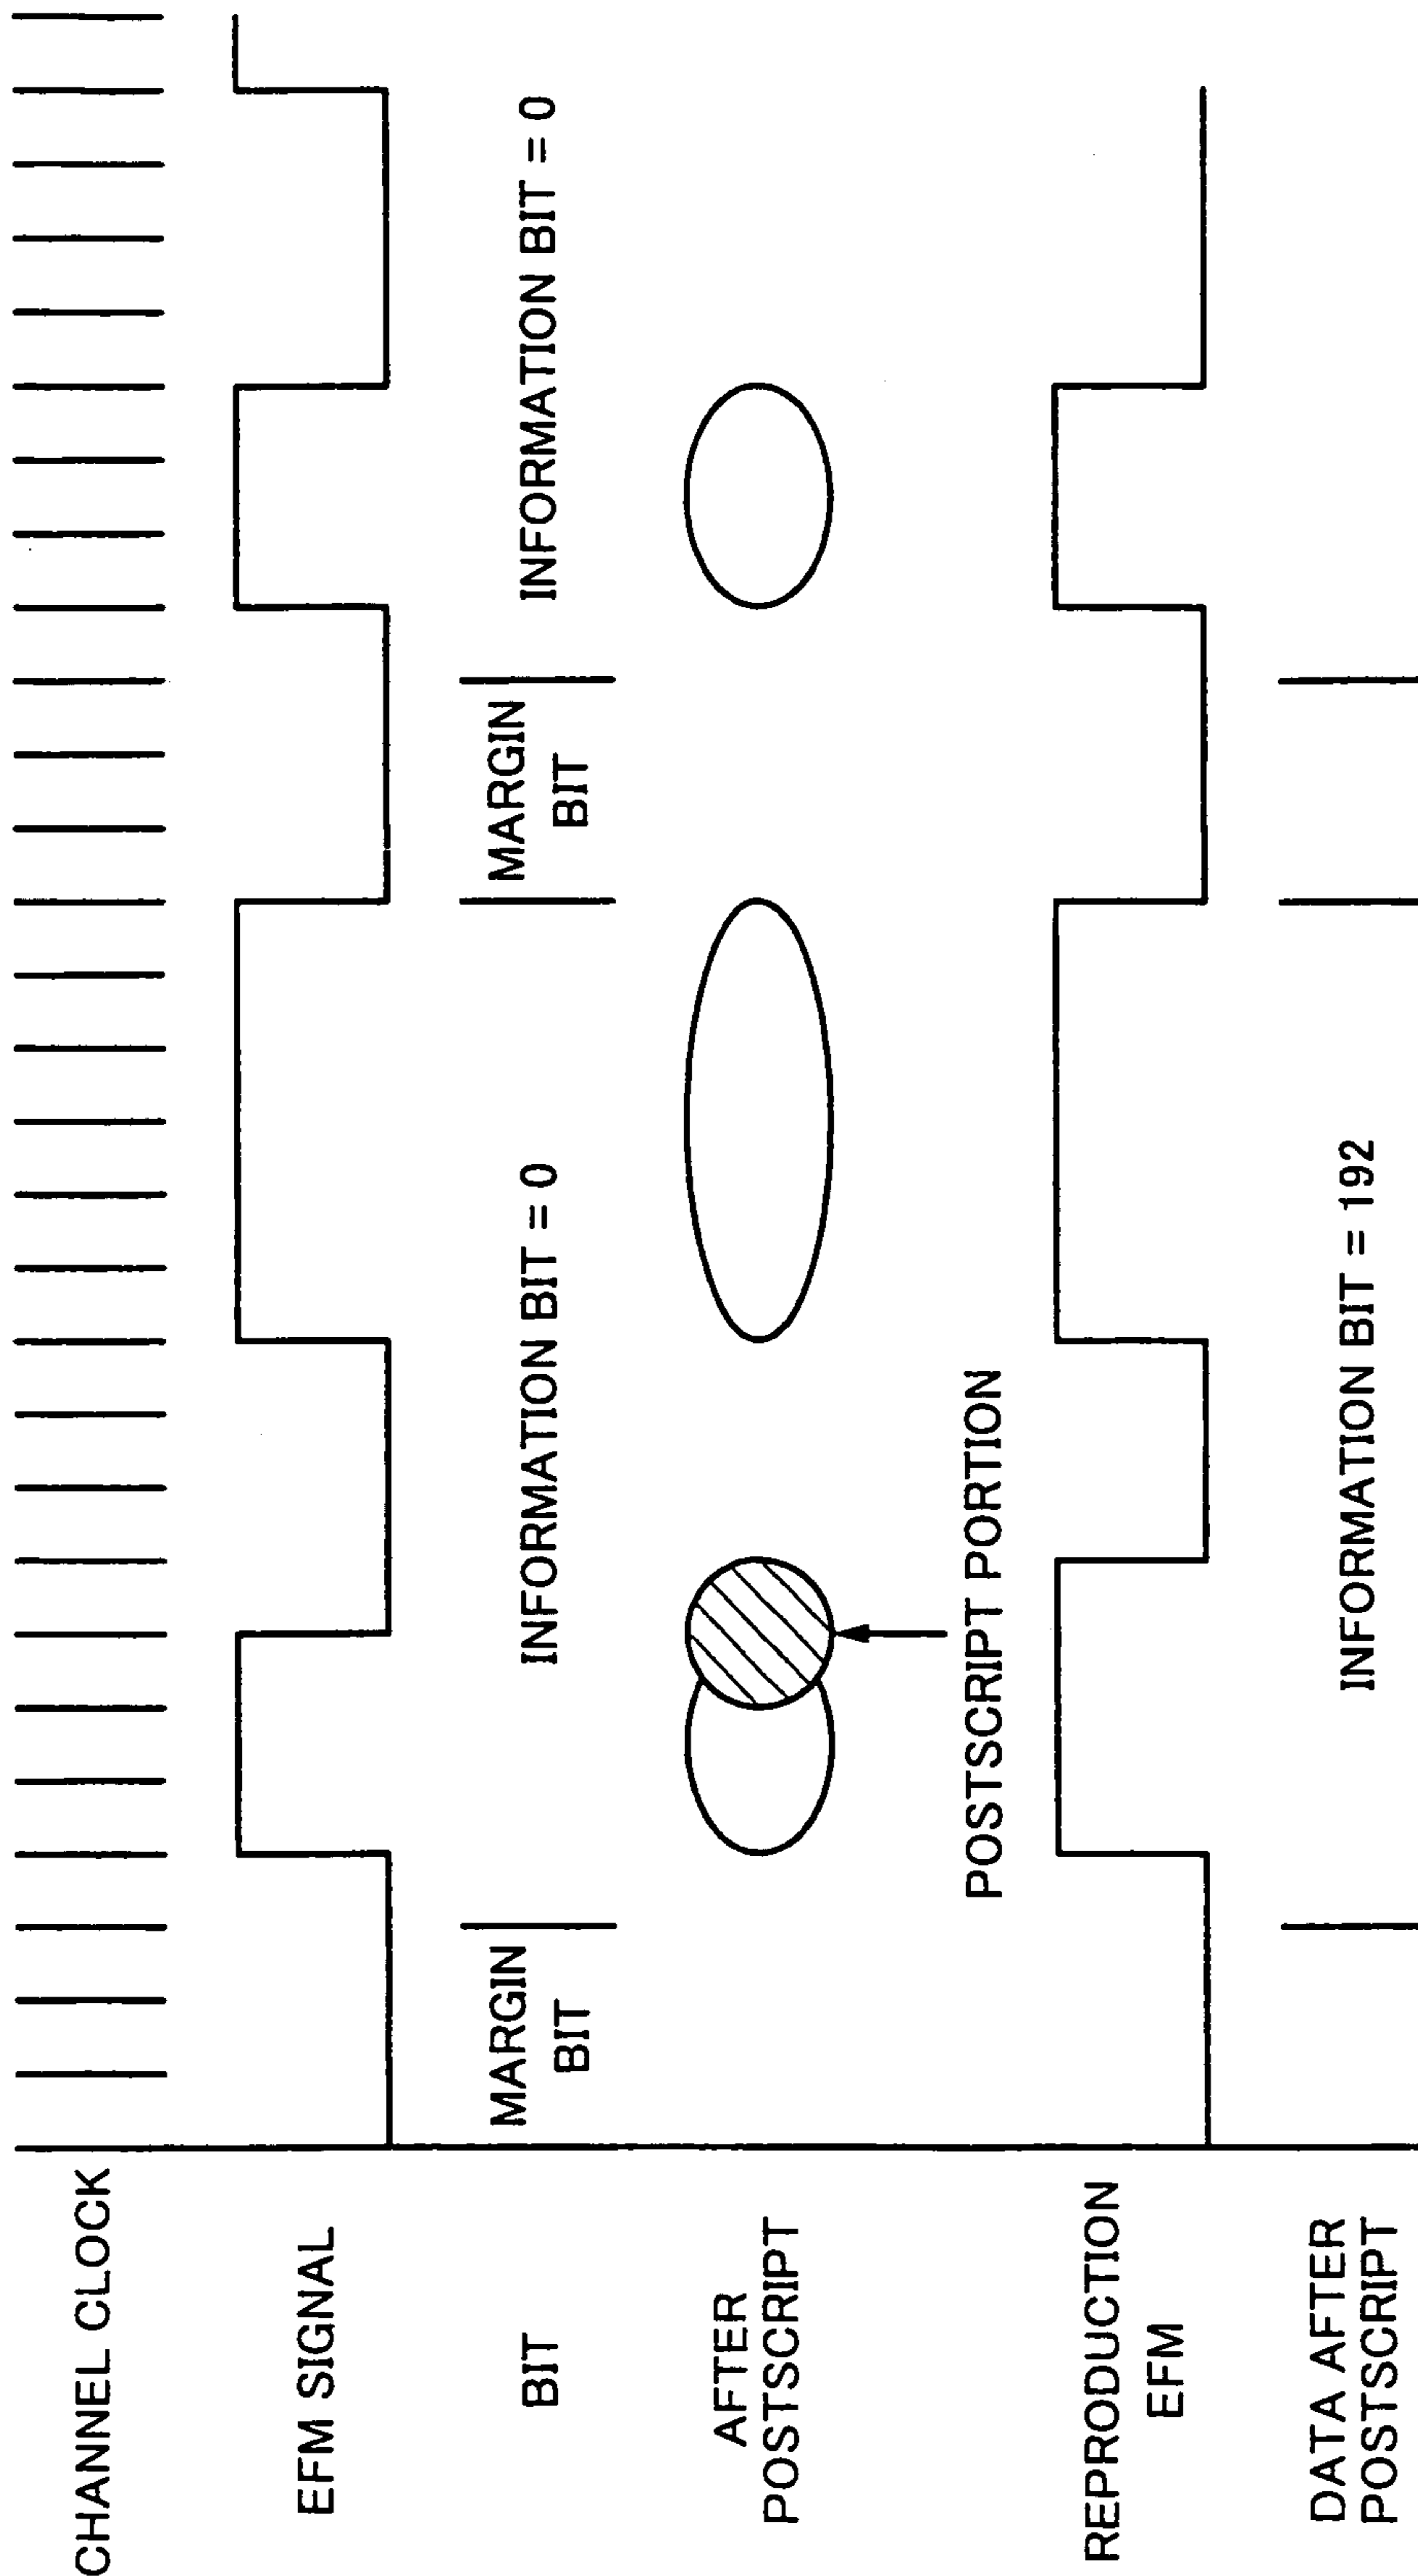 CHANNEL CLOCK
EFM SIGNAL
BIT
MARGIN
BIT
INFORMATION BIT = 0
MARGIN
BIT
INFORMATION BIT = 0
AFTER
POSTSCRIPT
POSTSCRIPT PORTION
REPRODUCTION
EFM
DATA AFTER
POSTSCRIPT
INFORMATION BIT = 192